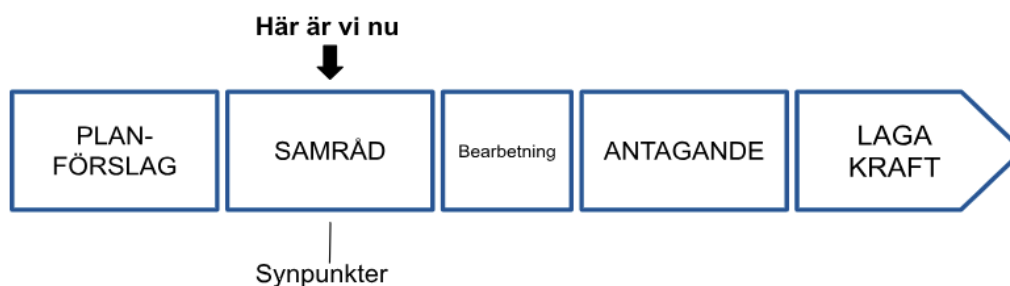 Här är vi nu
PLAN-
FÖRSLAG
SAMRÅD
Bearbetning
ANTAGANDE
LAGA
KRAFT
Synpunkter